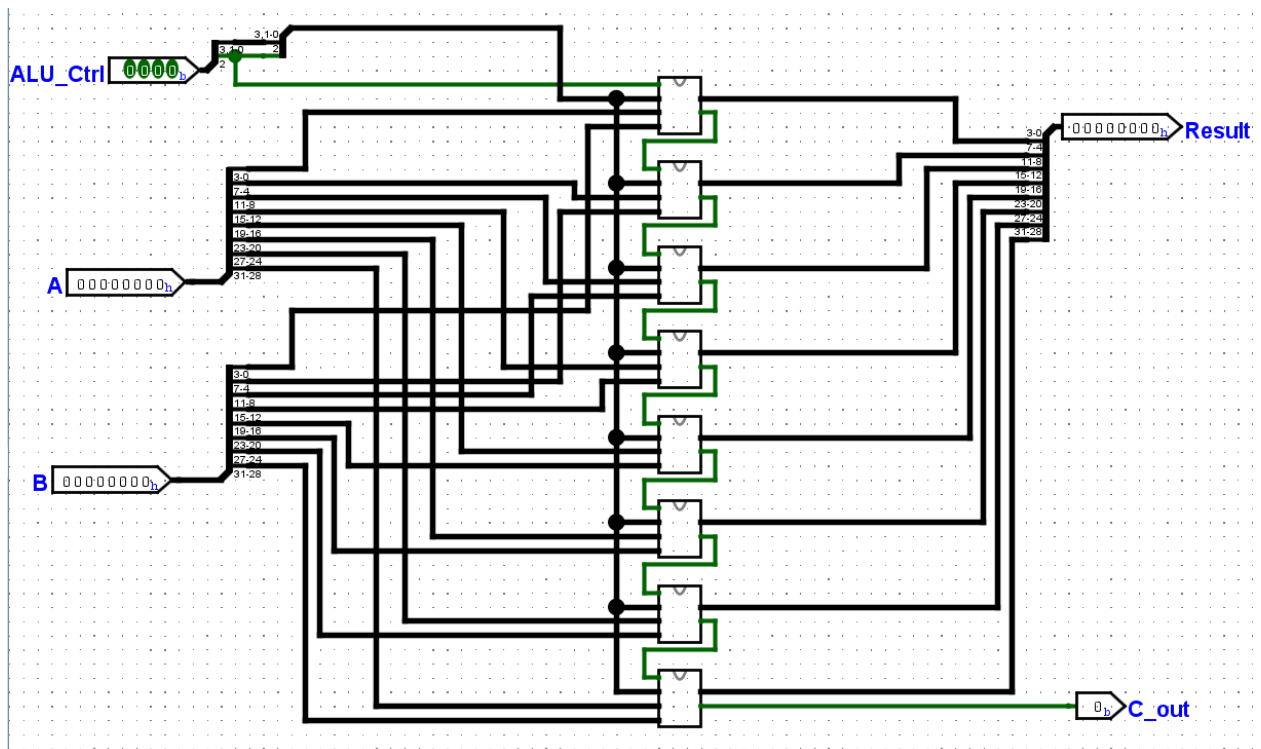 3,1-0
2
3,1-0
2
ALU_Ctrl
0000b
3-0
7-4
11-8
15-12
19-16
23-20
27-24
31-28
00000000h
Result
3-0
7-4
11-8
15-12
19-16
23-20
27-24
31-28
A
00000000h
3-0
7-4
11-8
15-12
19-16
23-20
27-24
31-28
B
00000000h
0b
C_out